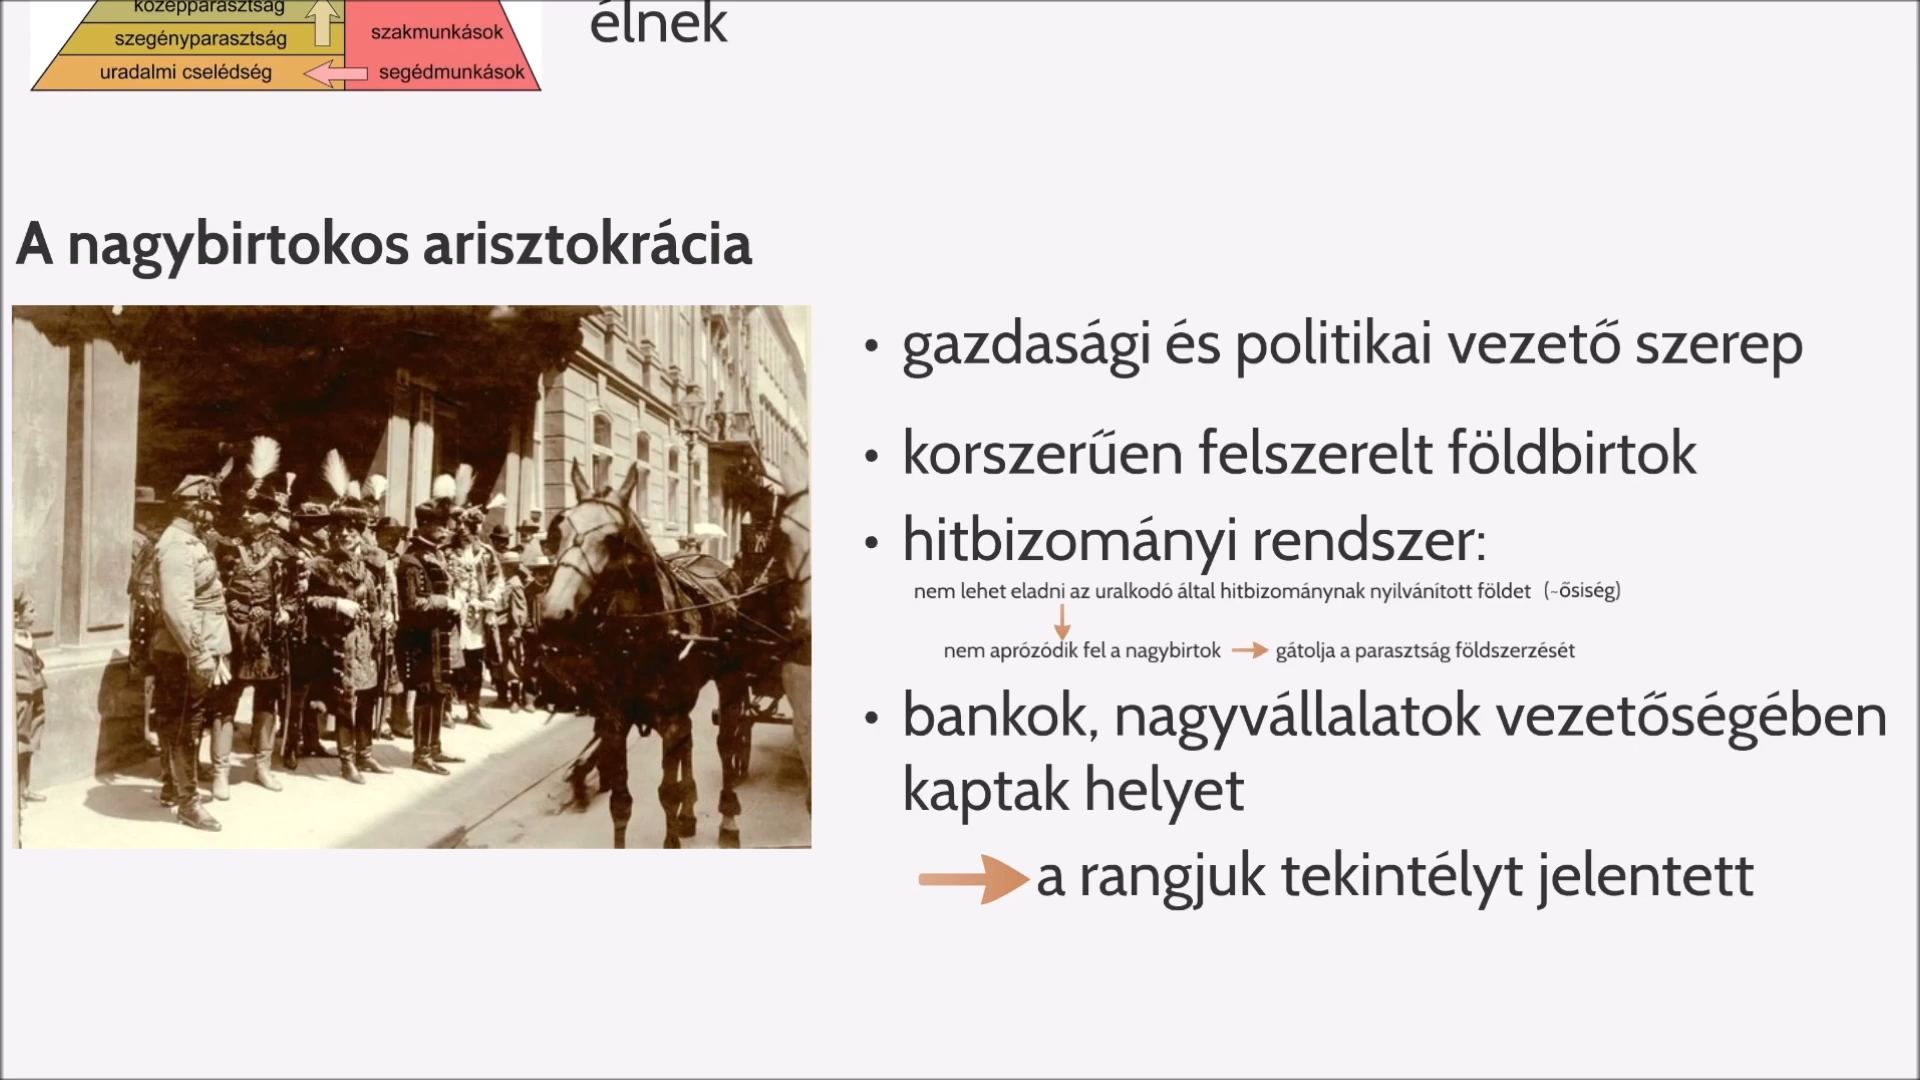 középparasztság
szegényparasztság
uradalmi cselédség
szakmunkások
segédmunkások
élnek
A nagybirtokos arisztokrácia
• gazdasági és politikai vezető szerep
• korszerűen felszerelt földbirtok
• hitbizományi rendszer:
nem lehet eladni az uralkodó által hitbizománynak nyilvánított földet (~ősiség)
nem aprózódik fel a nagybirtok → gátolja a parasztság földszerzését
• bankok, nagyvállalatok vezetőségében
kaptak helyet
→ a rangjuk tekintélyt jelentett